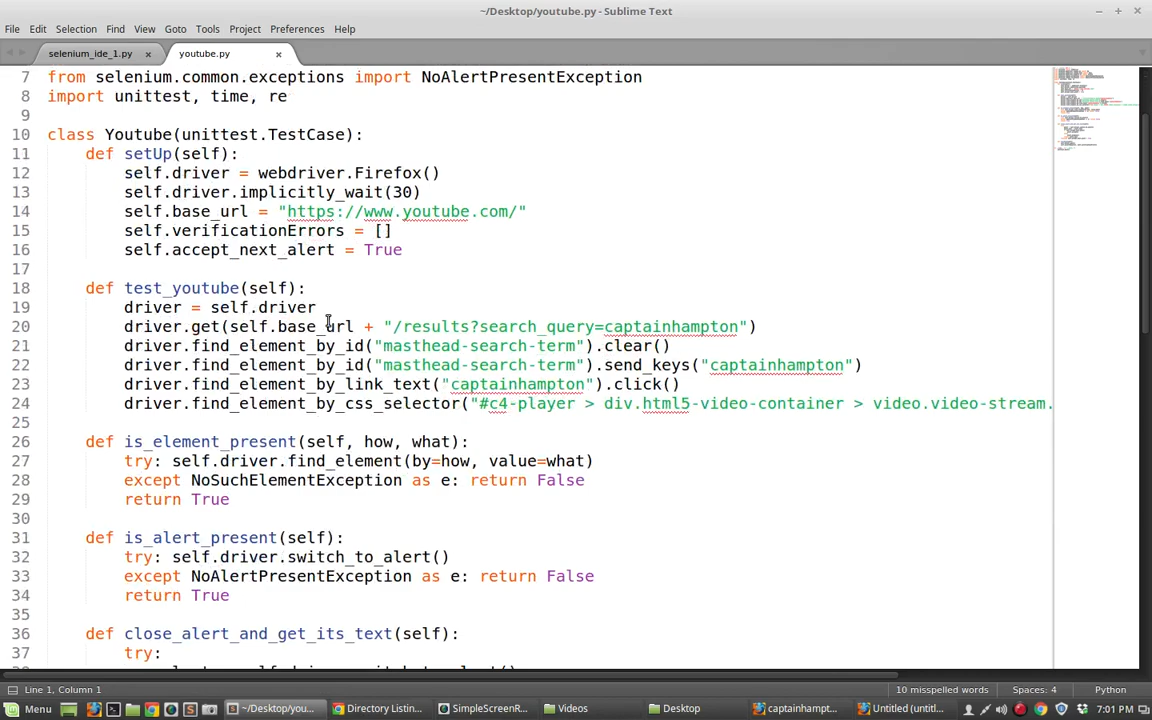 ~/Desktop/youtube.py - Sublime Text
File Edit Selection Find View Goto Tools Project Preferences Help
selenium_ide_1.py × youtube.py ×
7 from selenium.common.exceptions import NoAlertPresentException
8 import unittest, time, re
9
10 class Youtube(unittest.TestCase):
11 def setUp(self):
12 self.driver = webdriver.Firefox()
13 self.driver.implicitly_wait(30)
14 self.base_url = "https://www.youtube.com/"
15 self.verificationErrors = []
16 self.accept_next_alert = True
17
18 def test_youtube(self):
19 driver = self.driver
20 driver.get(self.base_url + "/results?search_query=captainhampton")
21 driver.find_element_by_id("masthead-search-term").clear()
22 driver.find_element_by_id("masthead-search-term").send_keys("captainhampton")
23 driver.find_element_by_link_text("captainhampton").click()
24 driver.find_element_by_css_selector("#c4-player > div.html5-video-container > video.video-stream.
25
26 def is_element_present(self, how, what):
27 try: self.driver.find_element(by=how, value=what)
28 except NoSuchElementException as e: return False
29 return True
30
31 def is_alert_present(self):
32 try: self.driver.switch_to_alert()
33 except NoAlertPresentException as e: return False
34 return True
35
36 def close_alert_and_get_its_text(self):
37 try:
Line 1, Column 1 10 misspelled words Spaces: 4 Python
Menu ~/Desktop/you... Directory Listin... SimpleScreenR... Videos Desktop captainhampt... Untitled (untitl... 7:01 PM